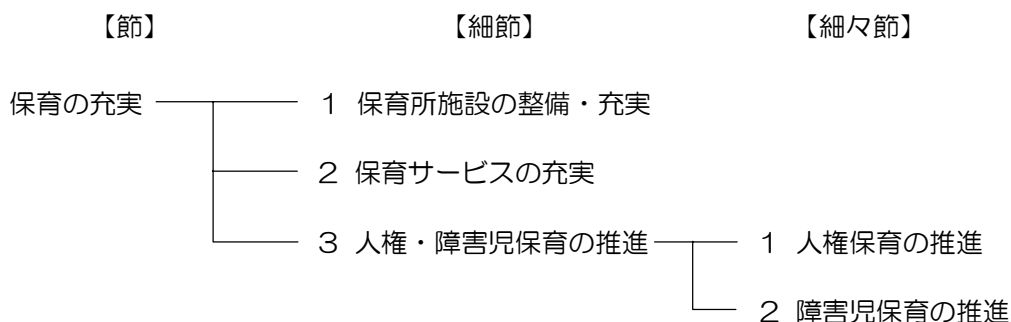 【節】 【細節】 【細々節】
保育の充実 1 保育所施設の整備・充実
2 保育サービスの充実
3 人権・障害児保育の推進 1 人権保育の推進
2 障害児保育の推進